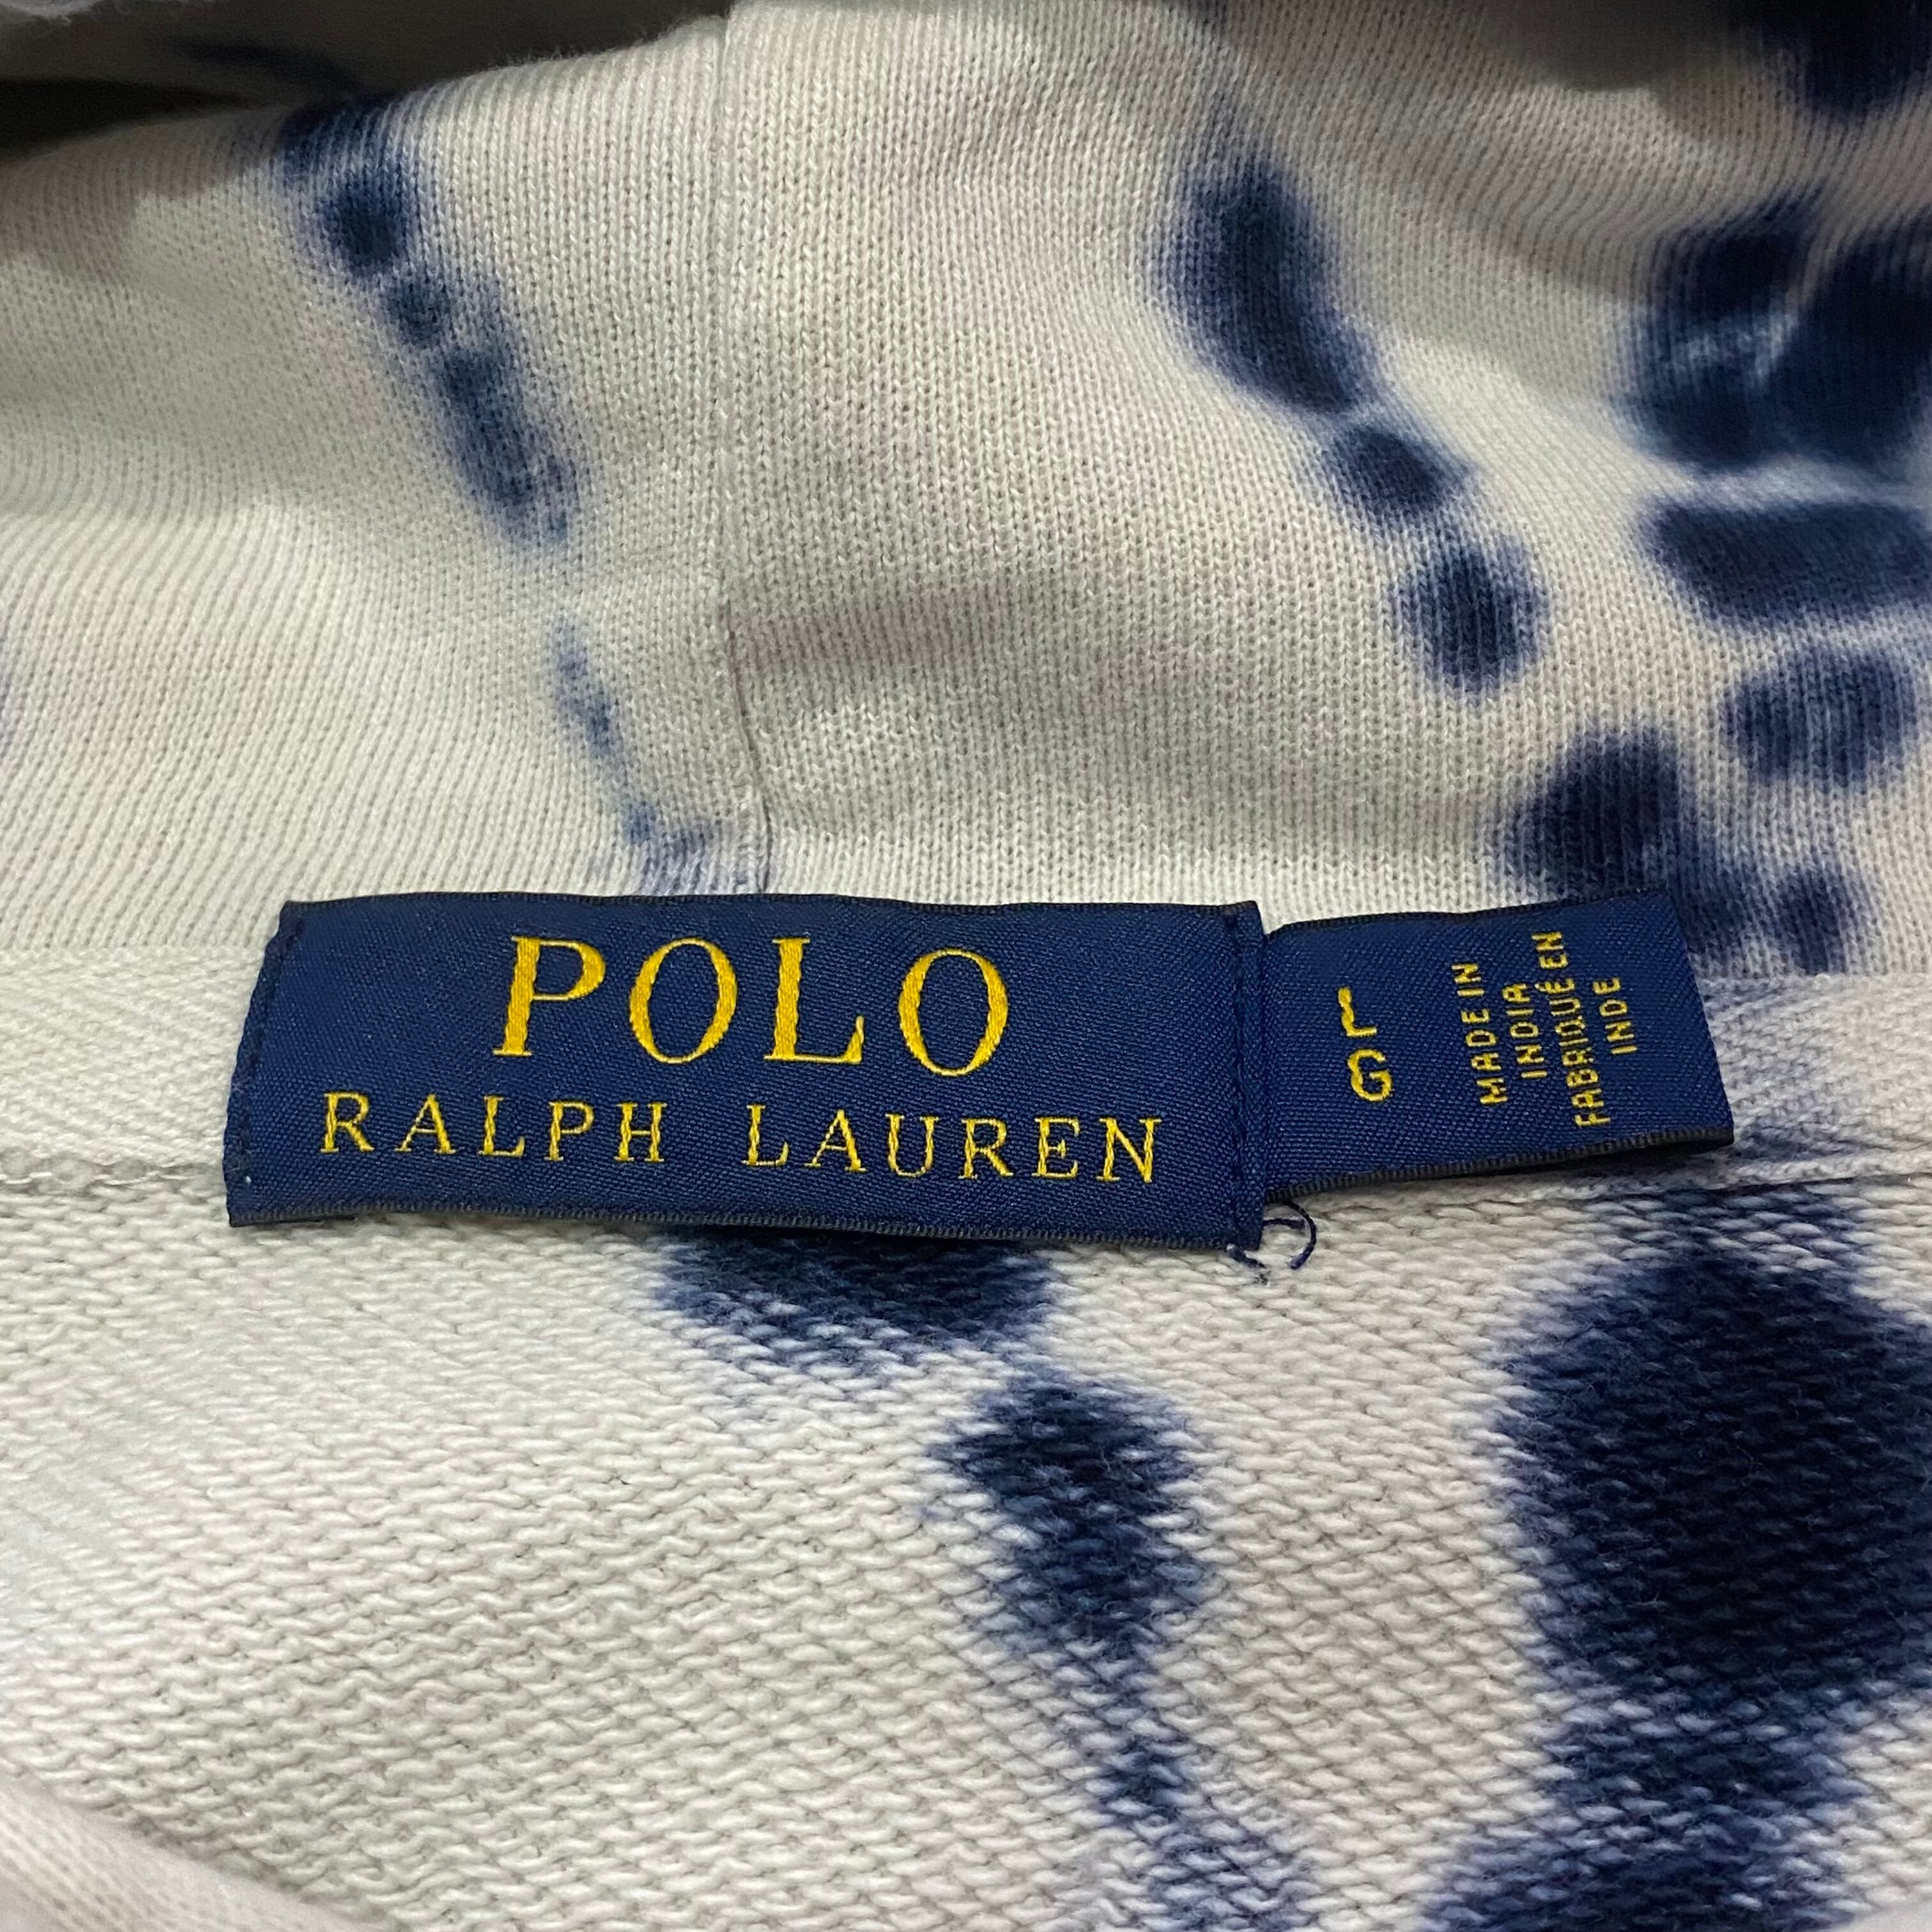 POLO
RALPH LAUREN
L
G
MADE IN
INDIA
FABRIQUÉ EN
INDE